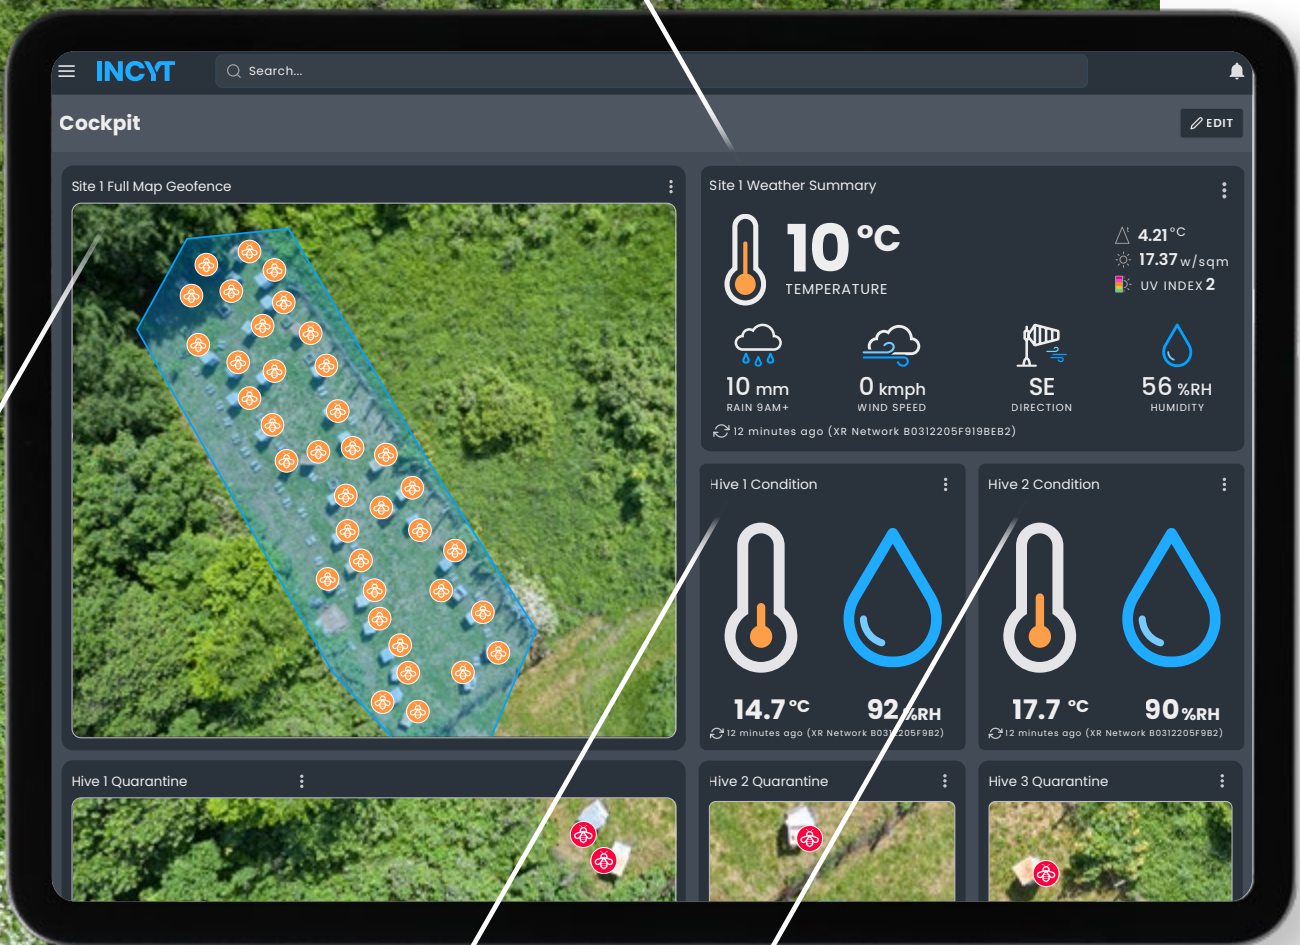 INCYT
Search...
Cockpit
EDIT
Site 1 Full Map Geofence
Site 1 Weather Summary
10 °C
TEMPERATURE
4.21 °C
17.37 w/sqm
UV INDEX 2
10 mm
RAIN 9AM+
0 kmph
WIND SPEED
SE
DIRECTION
56 %RH
HUMIDITY
12 minutes ago (XR Network B0312205F919BEB2)
Hive 1 Condition
14.7 °C
92 %RH
12 minutes ago (XR Network B0312205F9B2)
Hive 2 Condition
17.7 °C
90 %RH
12 minutes ago (XR Network B0312205F9B2)
Hive 1 Quarantine
Hive 2 Quarantine
Hive 3 Quarantine